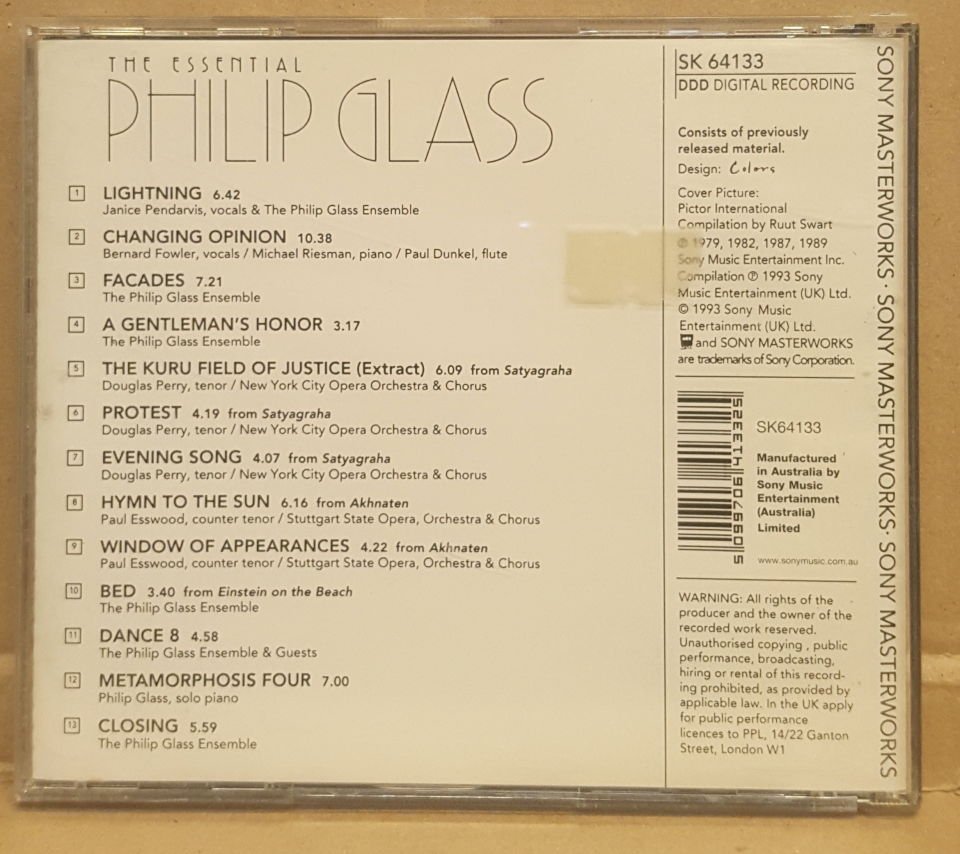 THE ESSENTIAL
PHILIP GLASS
1 LIGHTNING 6.42
Janice Pendarvis, vocals & The Philip Glass Ensemble
2 CHANGING OPINION 10.38
Bernard Fowler, vocals / Michael Riesman, piano / Paul Dunkel, flute
3 FACADES 7.21
The Philip Glass Ensemble
4 A GENTLEMAN'S HONOR 3.17
The Philip Glass Ensemble
5 THE KURU FIELD OF JUSTICE (Extract) 6.09 from Satyagraha
Douglas Perry, tenor / New York City Opera Orchestra & Chorus
6 PROTEST 4.19 from Satyagraha
Douglas Perry, tenor / New York City Opera Orchestra & Chorus
7 EVENING SONG 4.07 from Satyagraha
Douglas Perry, tenor / New York City Opera Orchestra & Chorus
8 HYMN TO THE SUN 6.16 from Akhnaten
Paul Esswood, counter tenor / Stuttgart State Opera, Orchestra & Chorus
9 WINDOW OF APPEARANCES 4.22 from Akhnaten
Paul Esswood, counter tenor / Stuttgart State Opera, Orchestra & Chorus
10 BED 3.40 from Einstein on the Beach
The Philip Glass Ensemble
11 DANCE 8 4.58
The Philip Glass Ensemble & Guests
12 METAMORPHOSIS FOUR 7.00
Philip Glass, solo piano
13 CLOSING 5.59
The Philip Glass Ensemble
SK 64133
DDD DIGITAL RECORDING
Consists of previously
released material.
Design: Colors
Cover Picture:
Pictor International
Compilation by Ruut Swart
℗ 1979, 1982, 1987, 1989
Sony Music Entertainment Inc.
Compilation ℗ 1993 Sony
Music Entertainment (UK) Ltd.
© 1993 Sony Music
Entertainment (UK) Ltd.
and SONY MASTERWORKS
are trademarks of Sony Corporation.
SK64133
Manufactured
in Australia by
Sony Music
Entertainment
(Australia)
Limited
www.sonymusic.com.au
WARNING: All rights of the
producer and the owner of the
recorded work reserved.
Unauthorised copying , public
performance, broadcasting,
hiring or rental of this record-
ing prohibited, as provided by
applicable law. In the UK apply
for public performance
licences to PPL, 14/22 Ganton
Street, London W1
SONY MASTERWORKS · SONY MASTERWORKS · SONY MASTERWORKS